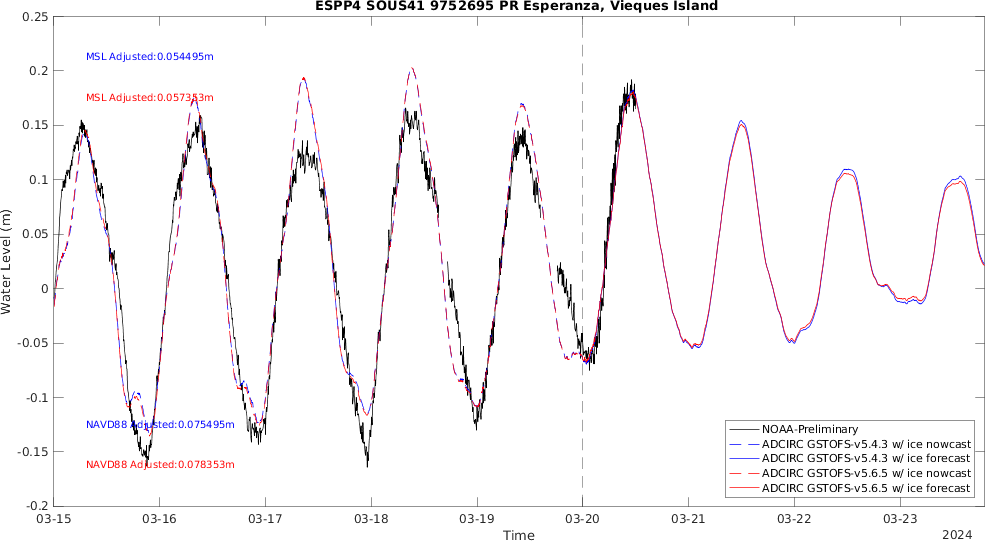 ESPP4 SOUS41 9752695 PR Esperanza, Vieques Island
0.25
0.2
0.15
0.1
0.05
0
-0.05
-0.1
-0.15
-0.2
Water Level (m)
MSL Adjusted:0.054495m
MSL Adjusted:0.057353m
NAVD88 Adjusted:0.075495m
NAVD88 Adjusted:0.078353m
NOAA-Preliminary
ADCIRC GSTOFS-v5.4.3 w/ ice nowcast
ADCIRC GSTOFS-v5.4.3 w/ ice forecast
ADCIRC GSTOFS-v5.6.5 w/ ice nowcast
ADCIRC GSTOFS-v5.6.5 w/ ice forecast
03-15 03-16 03-17 03-18 03-19 03-20 03-21 03-22 03-23
Time
2024